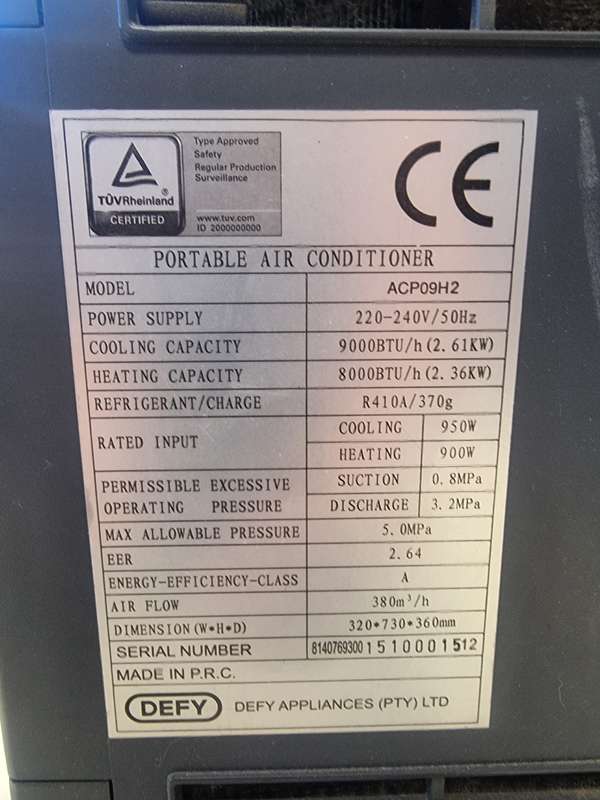 Type Approved
Safety
Regular Production
Surveillance
TÜVRheinland
CERTIFIED
www.tuv.com
ID 2000000000
CE
PORTABLE AIR CONDITIONER
MODEL ACP09H2
POWER SUPPLY 220-240V/50Hz
COOLING CAPACITY 9000BTU/h(2.61KW)
HEATING CAPACITY 8000BTU/h(2.36KW)
REFRIGERANT/CHARGE R410A/370g
RATED INPUT COOLING 950W
HEATING 900W
PERMISSIBLE EXCESSIVE OPERATING PRESSURE SUCTION 0.8MPa
DISCHARGE 3.2MPa
MAX ALLOWABLE PRESSURE 5.0MPa
EER 2.64
ENERGY-EFFICIENCY-CLASS A
AIR FLOW 380m³/h
DIMENSION(W*H*D) 320*730*360mm
SERIAL NUMBER 8140769300 1510001512
MADE IN P.R.C.
DEFY DEFY APPLIANCES (PTY) LTD